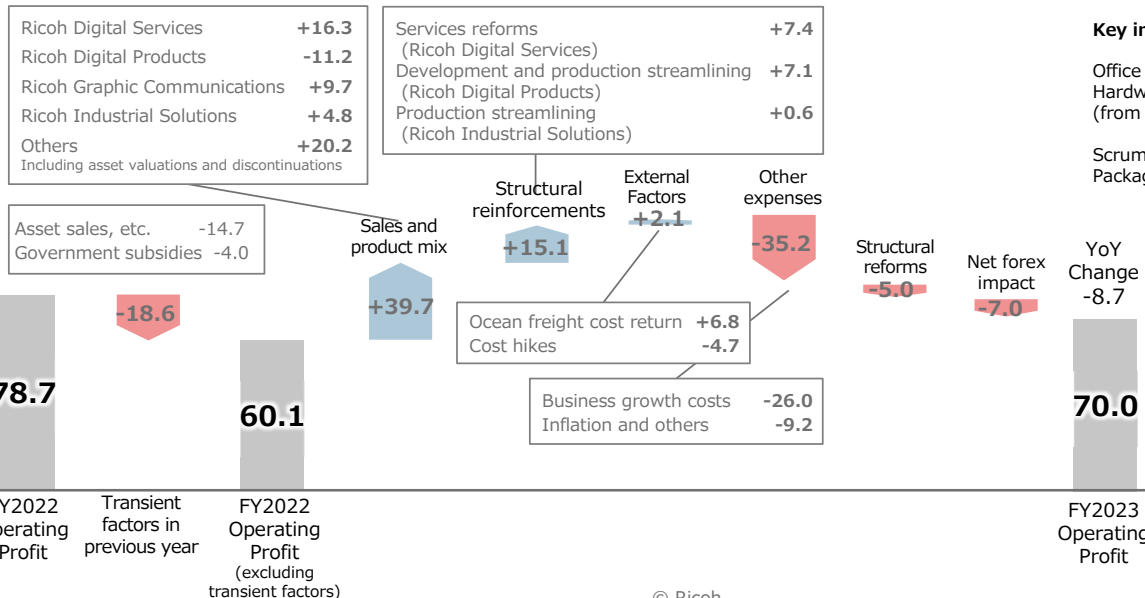 Ricoh Digital Services +16.3
Ricoh Digital Products -11.2
Ricoh Graphic Communications +9.7
Ricoh Industrial Solutions +4.8
Others +20.2
Including asset valuations and discontinuations
Services reforms +7.4
(Ricoh Digital Services)
Development and production streamlining +7.1
(Ricoh Digital Products)
Production streamlining +0.6
(Ricoh Industrial Solutions)
Key in
Office
Hardw
(from
Scrum
Packag
Asset sales, etc. -14.7
Government subsidies -4.0
Sales and
product mix
+39.7
Structural
reinforcements
+15.1
External
Factors
+2.1
Other
expenses
-35.2
Structural
reforms
-5.0
Net forex
impact
-7.0
YoY
Change
-8.7
-18.6
Ocean freight cost return +6.8
Cost hikes -4.7
Business growth costs -26.0
Inflation and others -9.2
78.7
60.1
70.0
Y2022
perating
Profit
Transient
factors in
previous year
FY2022
Operating
Profit
(excluding
transient factors)
FY2023
Operating
Profit
© Ricoh